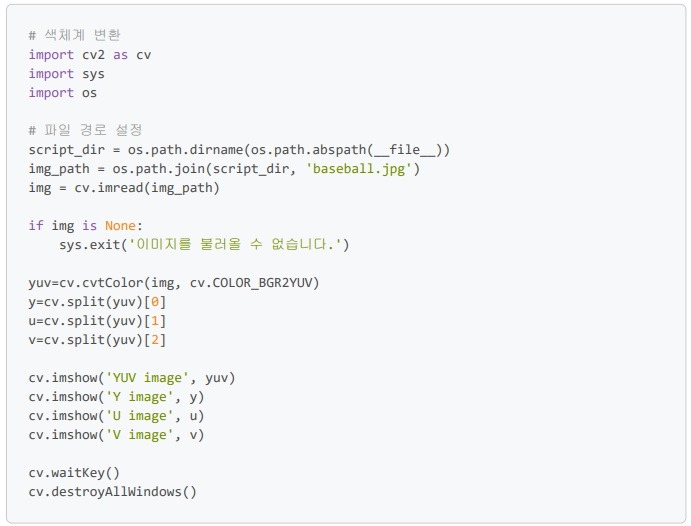 # 색체계 변환
import cv2 as cv
import sys
import os
# 파일 경로 설정
script_dir = os.path.dirname(os.path.abspath(__file__))
img_path = os.path.join(script_dir, 'baseball.jpg')
img = cv.imread(img_path)
if img is None:
    sys.exit('이미지를 불러올 수 없습니다.')
yuv=cv.cvtColor(img, cv.COLOR_BGR2YUV)
y=cv.split(yuv)[0]
u=cv.split(yuv)[1]
v=cv.split(yuv)[2]
cv.imshow('YUV image', yuv)
cv.imshow('Y image', y)
cv.imshow('U image', u)
cv.imshow('V image', v)
cv.waitKey()
cv.destroyAllWindows()